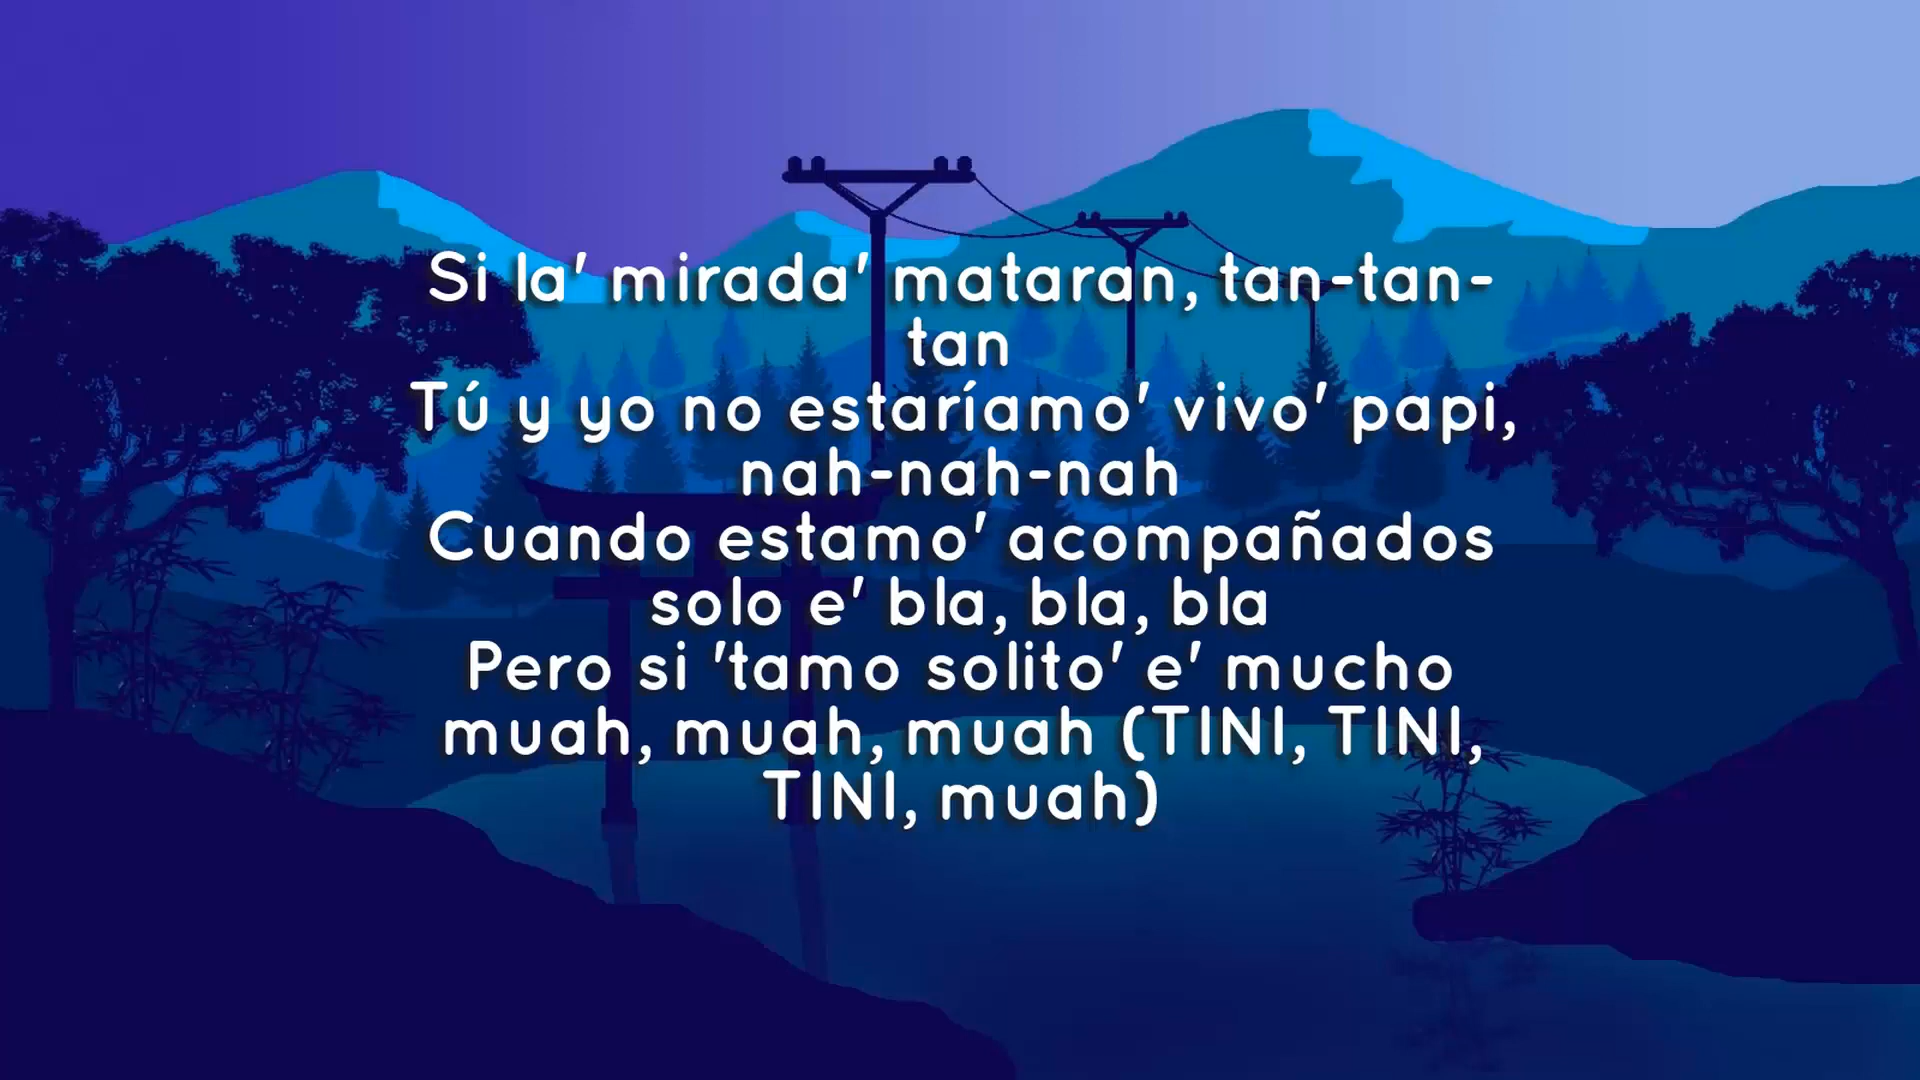 Si la' mirada' mataran, tan-tan-
tan
Tú y yo no estaríamo' vivo' papi,
nah-nah-nah
Cuando estamo' acompañados
solo e' bla, bla, bla
Pero si 'tamo solito' e' mucho
muah, muah, muah (TINI, TINI,
TINI, muah)